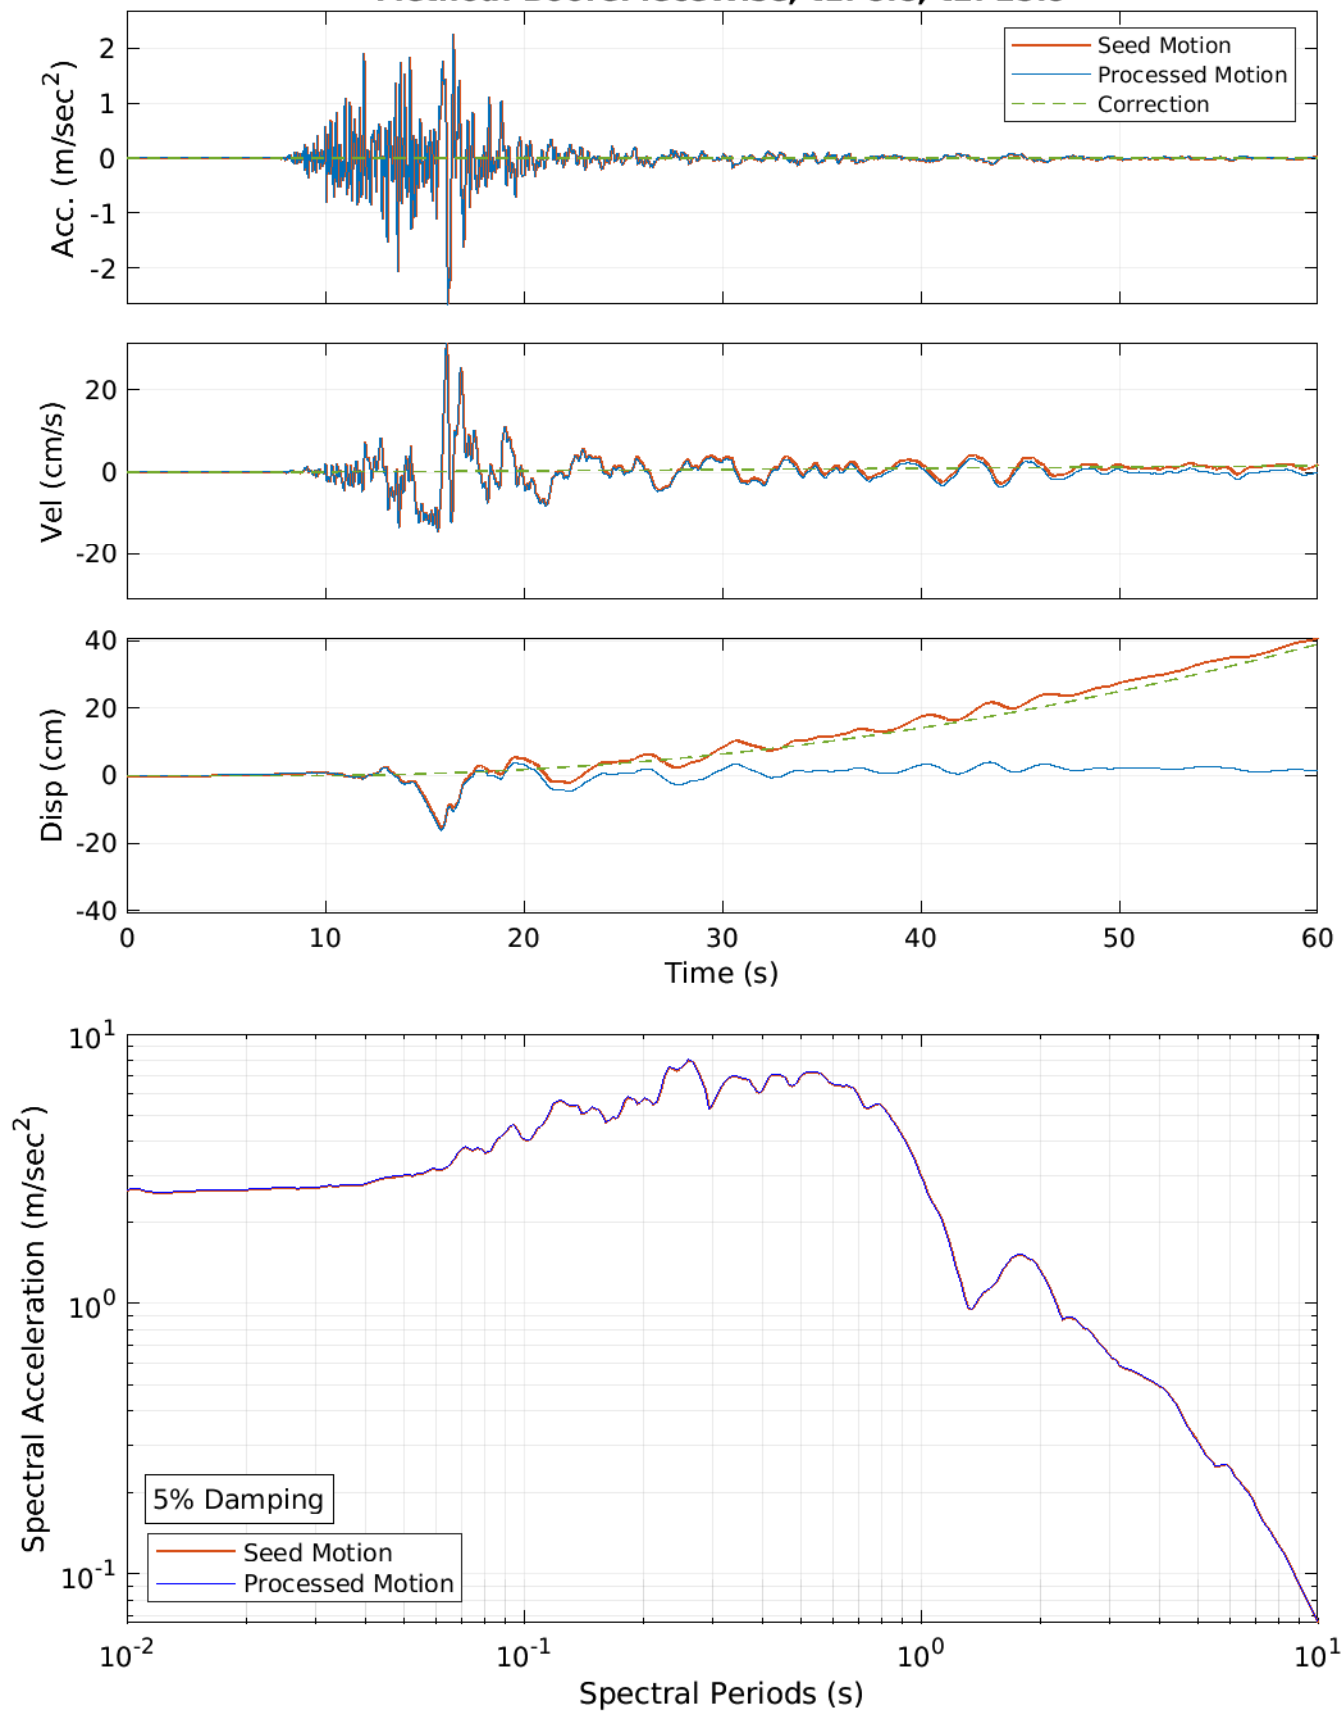 2
1
0
-1
-2
Acc. (m/sec²)
Seed Motion
Processed Motion
Correction
20
0
-20
Vel (cm/s)
40
20
0
-20
-40
Disp (cm)
0 10 20 30 40 50 60
Time (s)
10¹
10⁰
10⁻¹
Spectral Acceleration (m/sec²)
5% Damping
Seed Motion
Processed Motion
10⁻² 10⁻¹ 10⁰ 10¹
Spectral Periods (s)